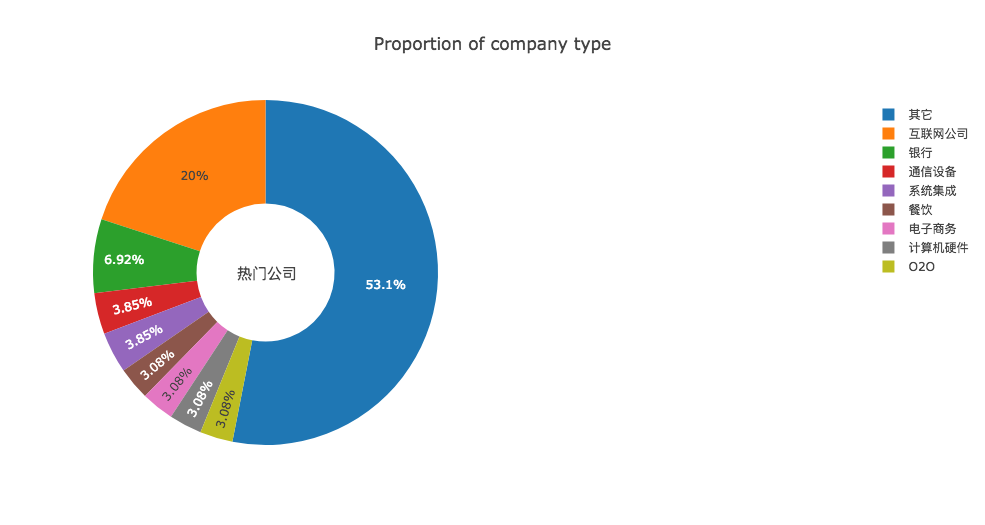 Proportion of company type
20%
6.92%
3.85%
3.85%
3.08%
3.08%
3.08%
3.08%
53.1%
热门公司
其它
互联网公司
银行
通信设备
系统集成
餐饮
电子商务
计算机硬件
O2O